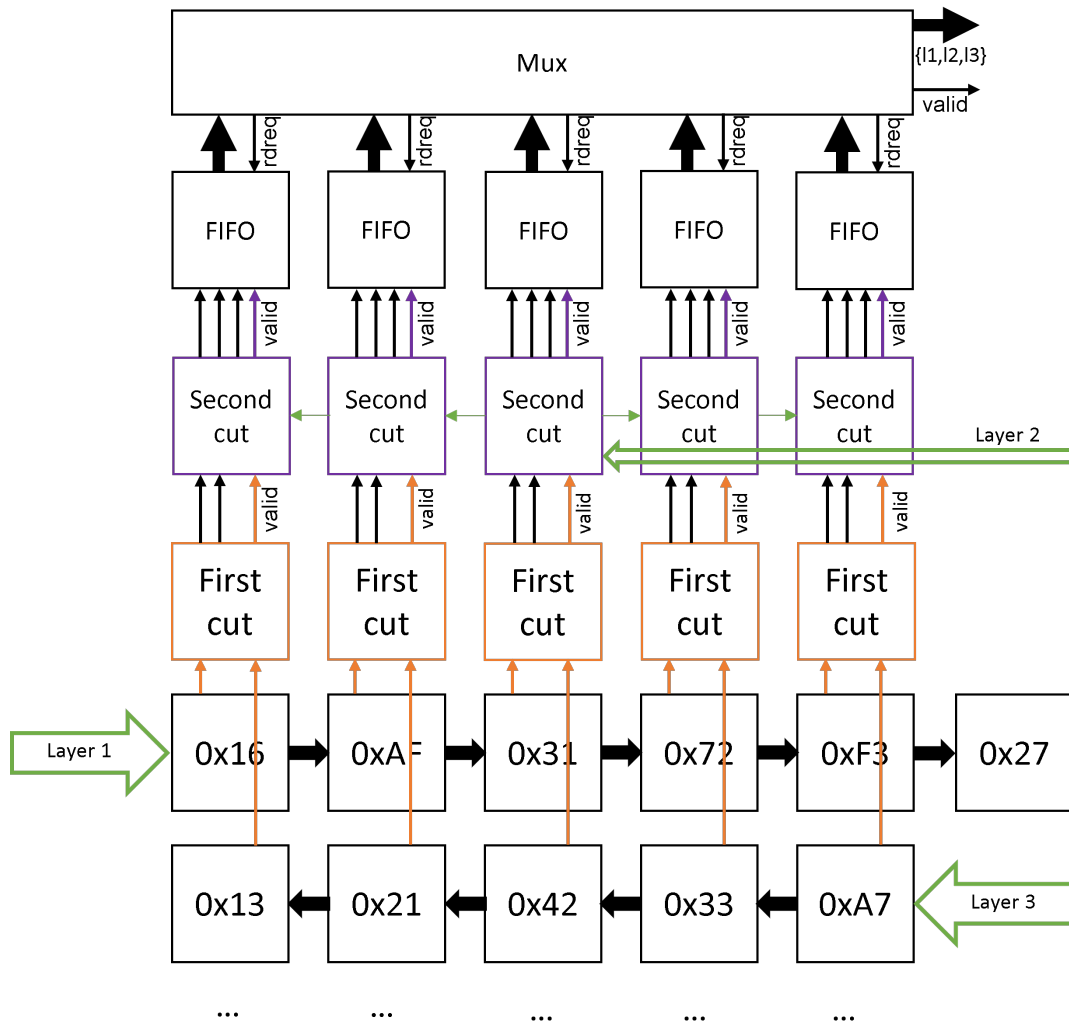 Mux
{l1,l2,l3}
valid
rdreq rdreq rdreq rdreq rdreq
FIFO FIFO FIFO FIFO FIFO
valid valid valid valid valid
Second cut Second cut Second cut Second cut Second cut
Layer 2
valid valid valid valid valid
First cut First cut First cut First cut First cut
Layer 1
0x16 0xAF 0x31 0x72 0xF3 0x27
0x13 0x21 0x42 0x33 0xA7
Layer 3
... ... ... ... ...